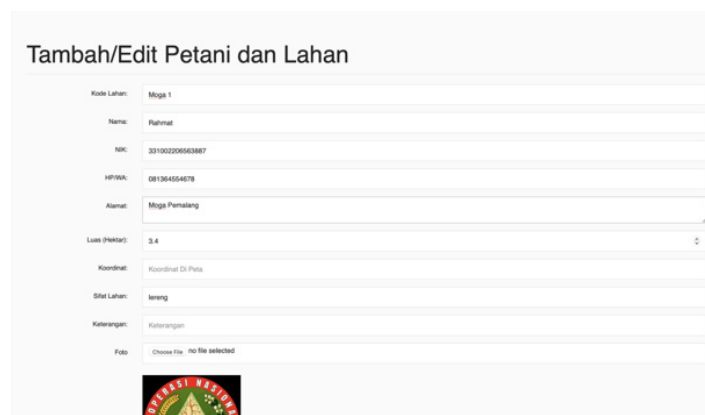 Tambah/Edit Petani dan Lahan
Kode Lahan: Moga 1
Nama: Rahmat
NIK: 331002206563887
HP/WA: 081364554678
Alamat: Moga Pemalang
Luas (Hektar): 3.4
Koordinat: Koordinat Di Peta
Sifat Lahan: lereng
Keterangan: Keterangan
Foto Choose File no file selected
OPERASI NASIONAL